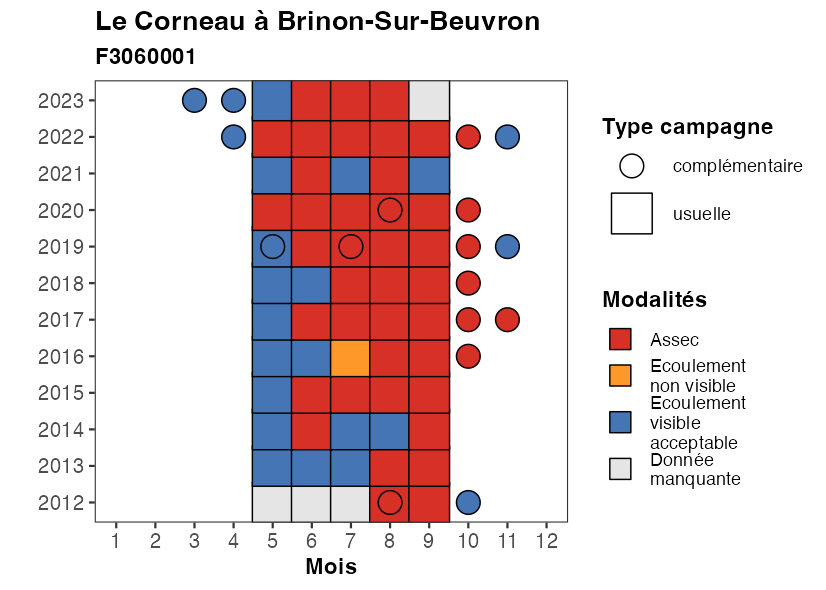 Le Corneau à Brinon-Sur-Beuvron
F3060001
2023
2022
2021
2020
2019
2018
2017
2016
2015
2014
2013
2012
1 2 3 4 5 6 7 8 9 10 11 12
Mois
Type campagne
complémentaire
usuelle
Modalités
Assec
Ecoulement
non visible
Ecoulement
visible
acceptable
Donnée
manquante